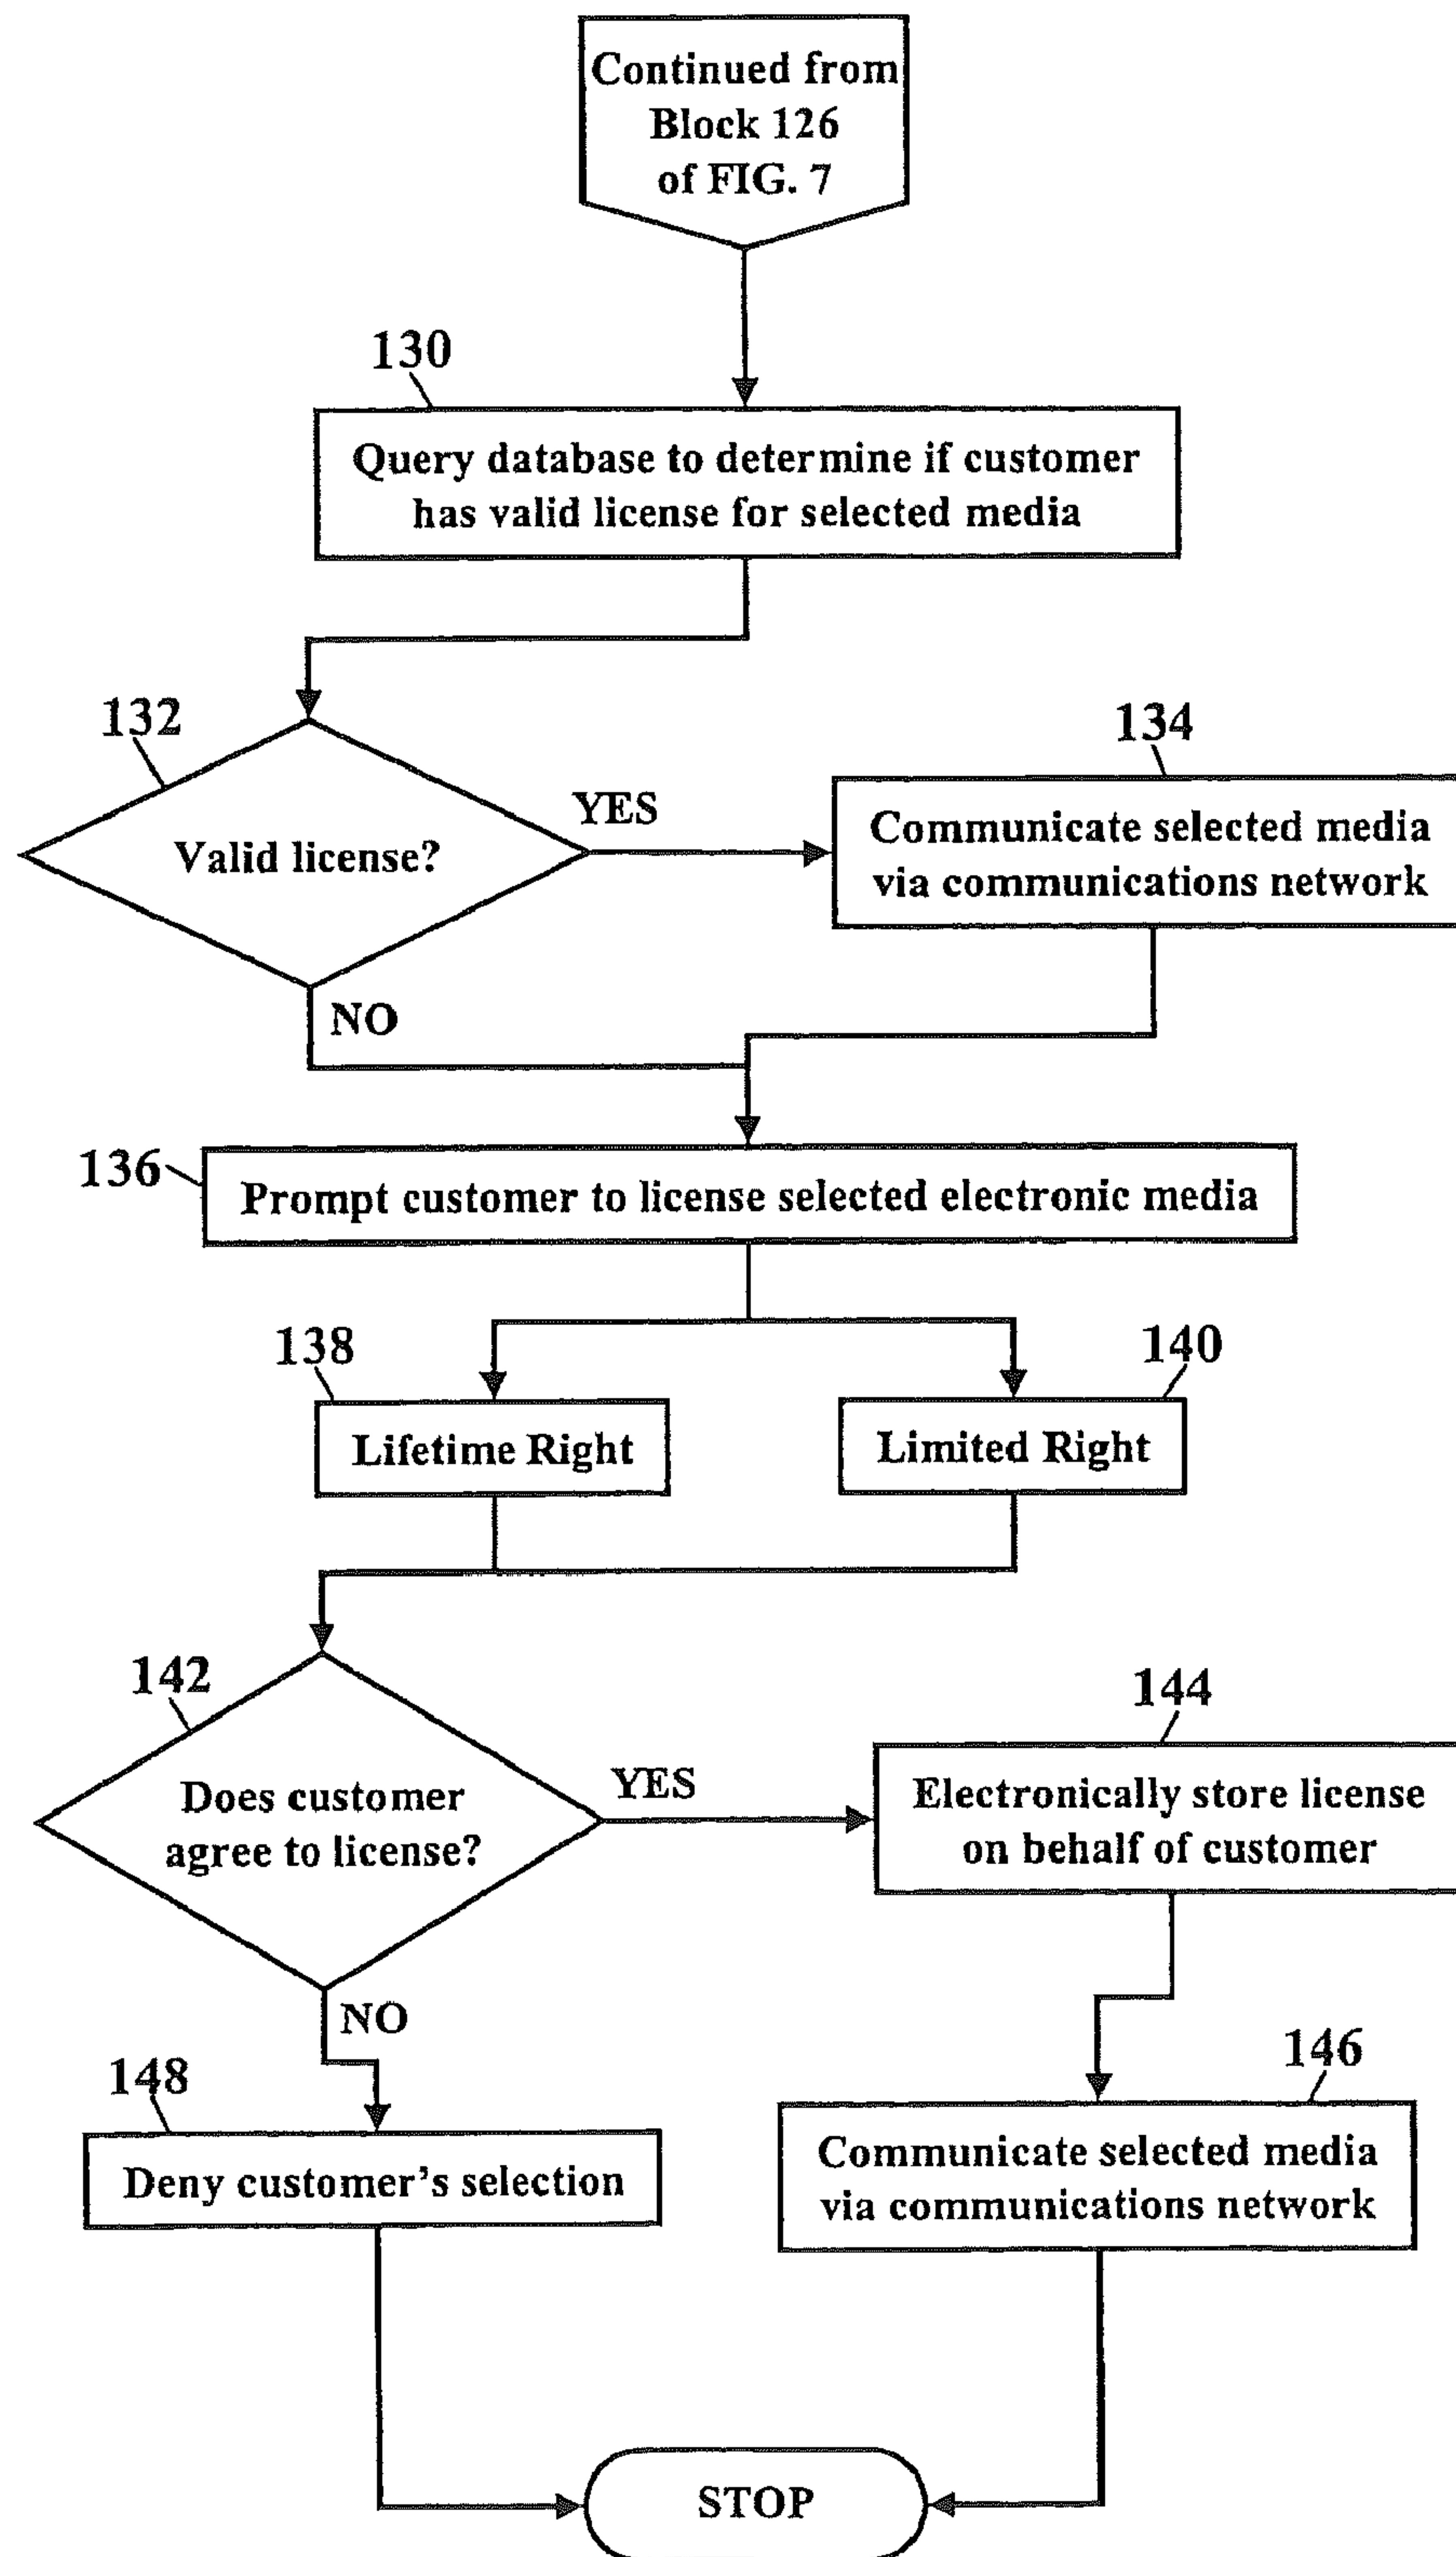 Continued from
Block 126
of FIG. 7
130
Query database to determine if customer
has valid license for selected media
132
Valid license?
YES
134
Communicate selected media
via communications network
NO
136
Prompt customer to license selected electronic media
138
Lifetime Right
140
Limited Right
142
Does customer
agree to license?
YES
144
Electronically store license
on behalf of customer
NO
148
Deny customer's selection
146
Communicate selected media
via communications network
STOP